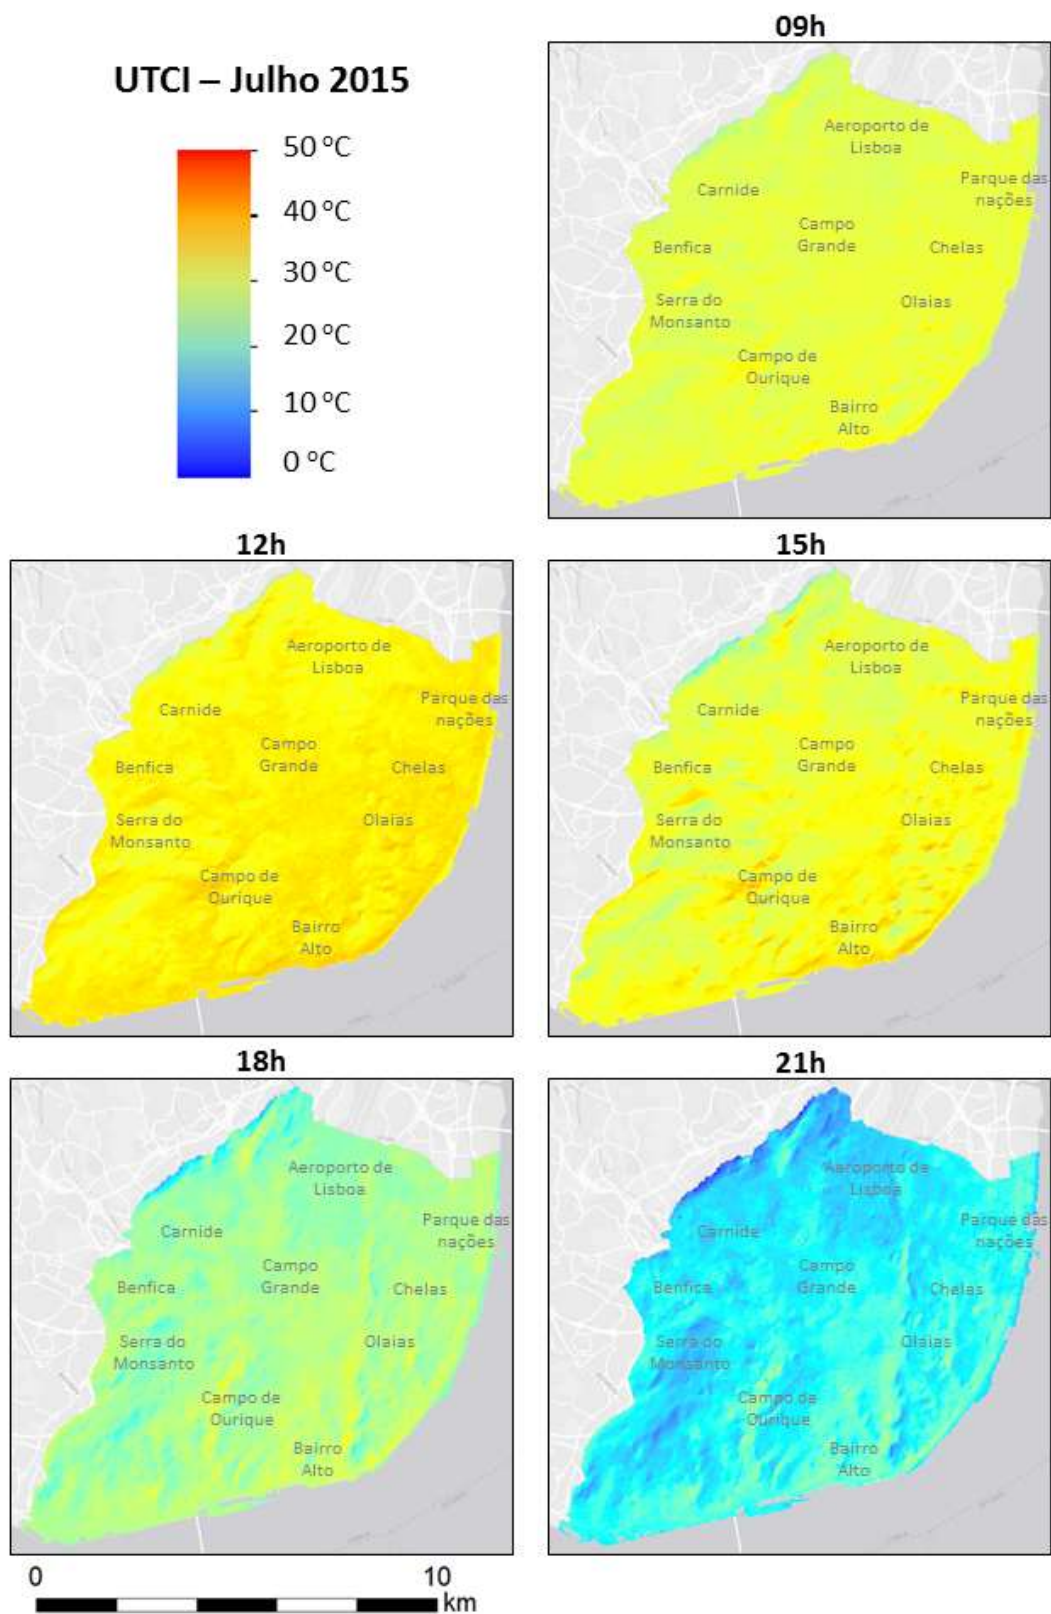 09h
UTCI – Julho 2015
50 ºC
40 ºC
30 ºC
20 ºC
10 ºC
0 ºC
Aeroporto de
Lisboa
Parque das
nações
Carnide
Campo
Grande
Benfica
Chelas
Serra do
Monsanto
Olaias
Campo de
Ourique
Bairro
Alto
12h
Aeroporto de
Lisboa
Parque das
nações
Carnide
Campo
Grande
Benfica
Chelas
Serra do
Monsanto
Olaias
Campo de
Ourique
Bairro
Alto
15h
Aeroporto de
Lisboa
Parque das
nações
Carnide
Campo
Grande
Benfica
Chelas
Serra do
Monsanto
Olaias
Campo de
Ourique
Bairro
Alto
18h
Aeroporto de
Lisboa
Parque das
nações
Carnide
Campo
Grande
Benfica
Chelas
Serra do
Monsanto
Olaias
Campo de
Ourique
Bairro
Alto
21h
Aeroporto de
Lisboa
Parque das
nações
Carnide
Campo
Grande
Benfica
Chelas
Serra do
Monsanto
Olaias
Campo de
Ourique
Bairro
Alto
0 10
km